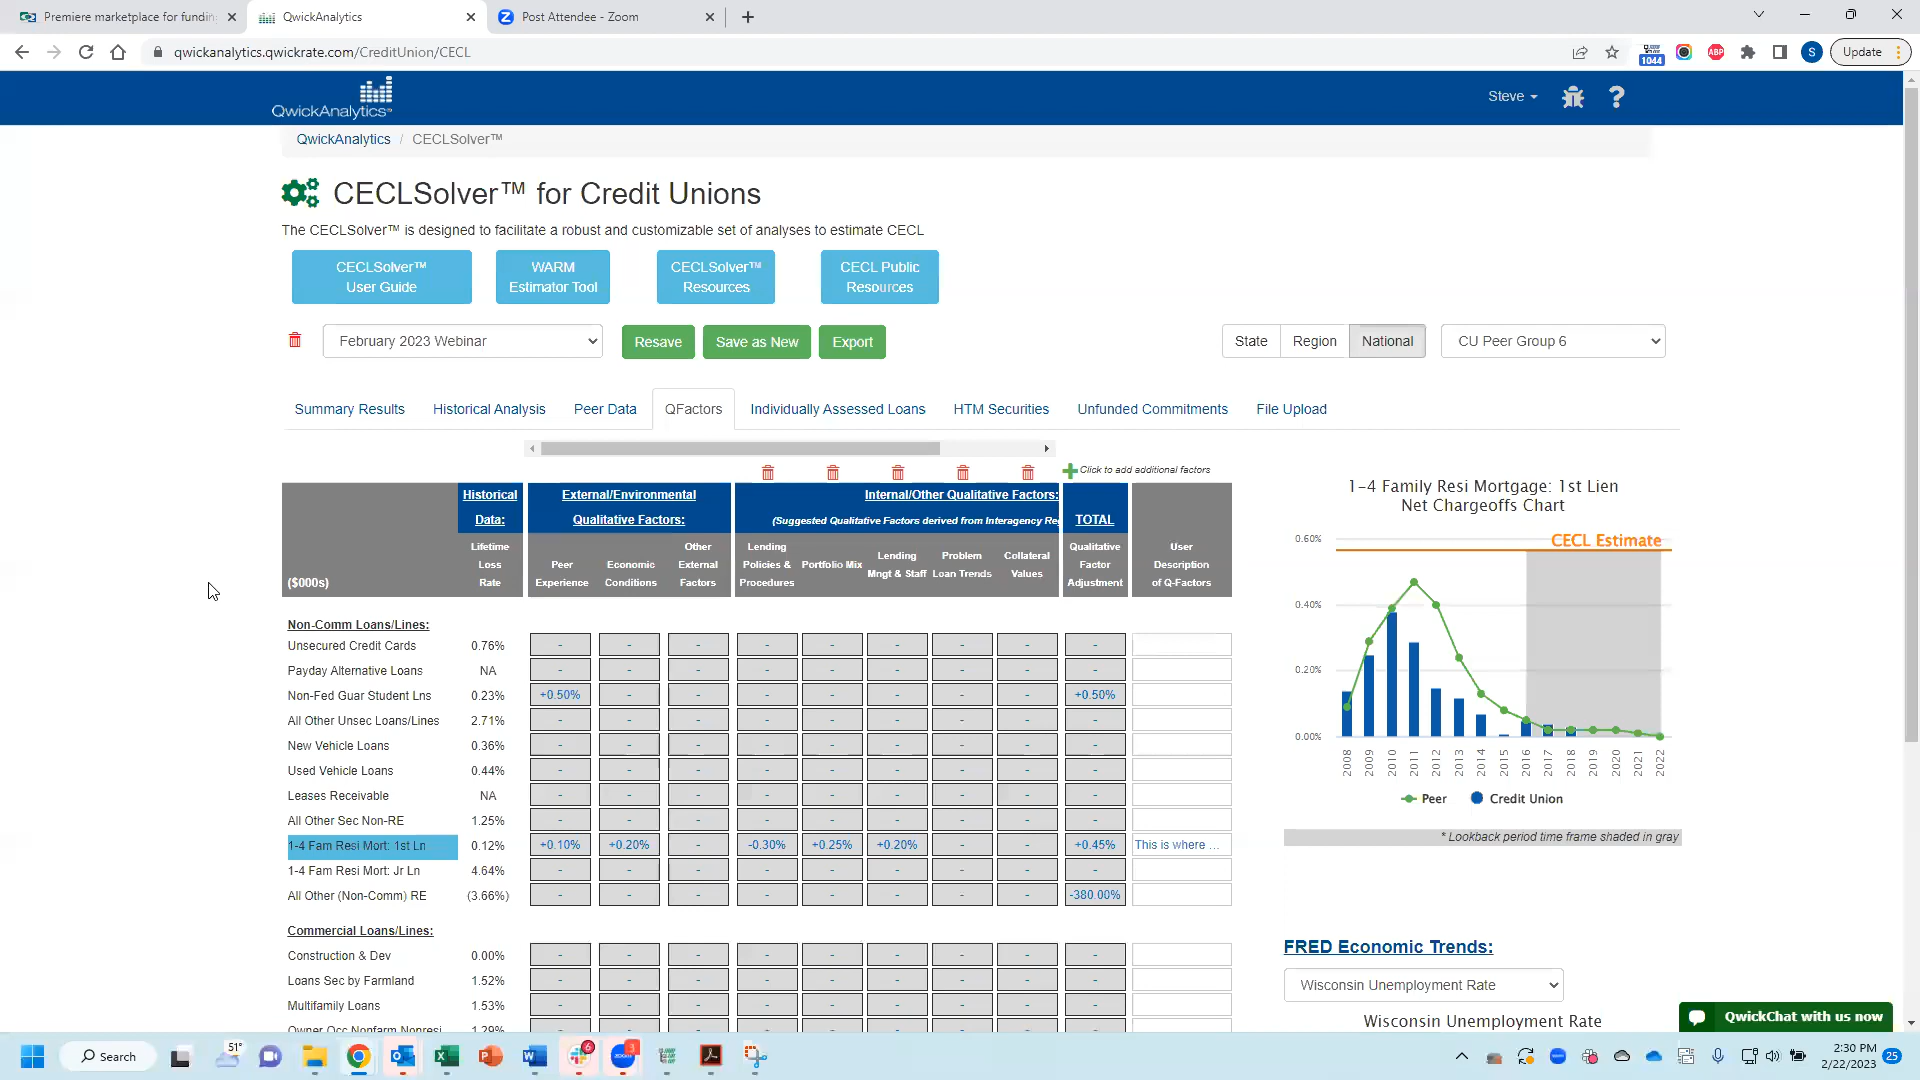 Premiere marketplace for fundin
QwickAnalytics
Post Attendee - Zoom
qwickanalytics.qwickrate.com/CreditUnion/CECL
1044
ABP
S
Update
QwickAnalytics
Steve
?
QwickAnalytics / CECLSolver™
CECLSolver™ for Credit Unions
The CECLSolver™ is designed to facilitate a robust and customizable set of analyses to estimate CECL
CECLSolver™
User Guide
WARM
Estimator Tool
CECLSolver™
Resources
CECL Public
Resources
February 2023 Webinar
Resave
Save as New
Export
State
Region
National
CU Peer Group 6
Summary Results
Historical Analysis
Peer Data
QFactors
Individually Assessed Loans
HTM Securities
Unfunded Commitments
File Upload
Click to add additional factors
Historical
Data:
External/Environmental
Qualitative Factors:
Internal/Other Qualitative Factors:
(Suggested Qualitative Factors derived from Interagency Re
TOTAL
($000s)
Lifetime
Loss
Rate
Peer
Experience
Economic
Conditions
Other
External
Factors
Lending
Policies &
Procedures
Portfolio Mix
Lending
Mngt & Staff
Problem
Loan Trends
Collateral
Values
Qualitative
Factor
Adjustment
User
Description
of Q-Factors
Non-Comm Loans/Lines:
Unsecured Credit Cards 0.76% - - - - - - - - -
Payday Alternative Loans NA - - - - - - - - -
Non-Fed Guar Student Lns 0.23% +0.50% - - - - - - - +0.50%
All Other Unsec Loans/Lines 2.71% - - - - - - - - -
New Vehicle Loans 0.36% - - - - - - - - -
Used Vehicle Loans 0.44% - - - - - - - - -
Leases Receivable NA - - - - - - - - -
All Other Sec Non-RE 1.25% - - - - - - - - -
1-4 Fam Resi Mort: 1st Ln 0.12% +0.10% +0.20% - -0.30% +0.25% +0.20% - - +0.45% This is where ...
1-4 Fam Resi Mort: Jr Ln 4.64% - - - - - - - - -
All Other (Non-Comm) RE (3.66%) - - - - - - - - -380.00%
Commercial Loans/Lines:
Construction & Dev 0.00% - - - - - - - - -
Loans Sec by Farmland 1.52% - - - - - - - - -
Multifamily Loans 1.53% - - - - - - - - -
Owner Occ Nonfarm Nonresi 1.29% - - - - - - - - -
1-4 Family Resi Mortgage: 1st Lien
Net Chargeoffs Chart
CECL Estimate
0.60%
0.40%
0.20%
0.00%
2008 2009 2010 2011 2012 2013 2014 2015 2016 2017 2018 2019 2020 2021 2022
Peer
Credit Union
* Lookback period time frame shaded in gray
FRED Economic Trends:
Wisconsin Unemployment Rate
Wisconsin Unemployment Rate
QwickChat with us now
Search
51°
6
3
zoom
2:30 PM
2/22/2023
25